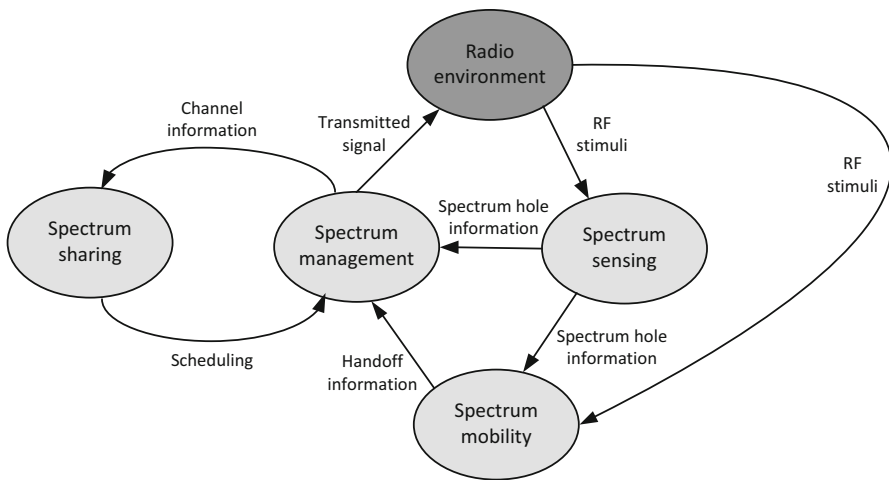 Radio
environment
Channel
information
Transmitted
signal
RF
stimuli
RF
stimuli
Spectrum
sharing
Spectrum
management
Spectrum hole
information
Spectrum
sensing
Scheduling
Handoff
information
Spectrum hole
information
Spectrum
mobility